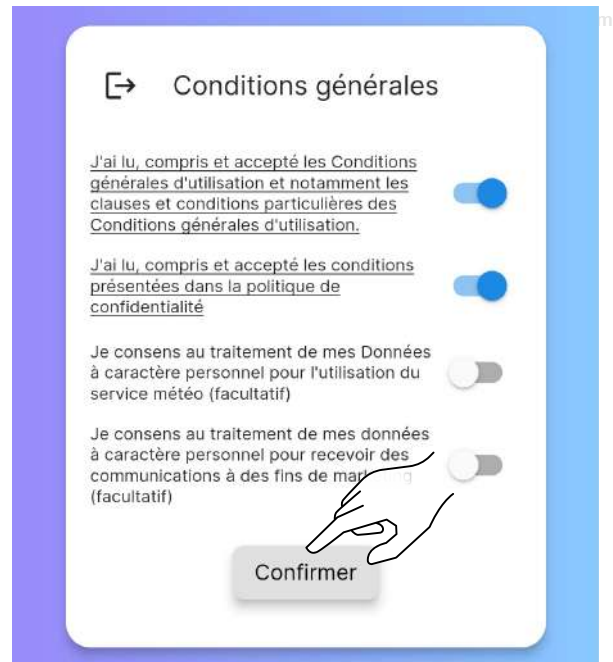 Conditions générales
J'ai lu, compris et accepté les Conditions
générales d'utilisation et notamment les
clauses et conditions particulières des
Conditions générales d'utilisation.
J'ai lu, compris et accepté les conditions
présentées dans la politique de
confidentialité
Je consens au traitement de mes Données
à caractère personnel pour l'utilisation du
service météo (facultatif)
Je consens au traitement de mes données
à caractère personnel pour recevoir des
communications à des fins de
(facultatif)
Confirmer